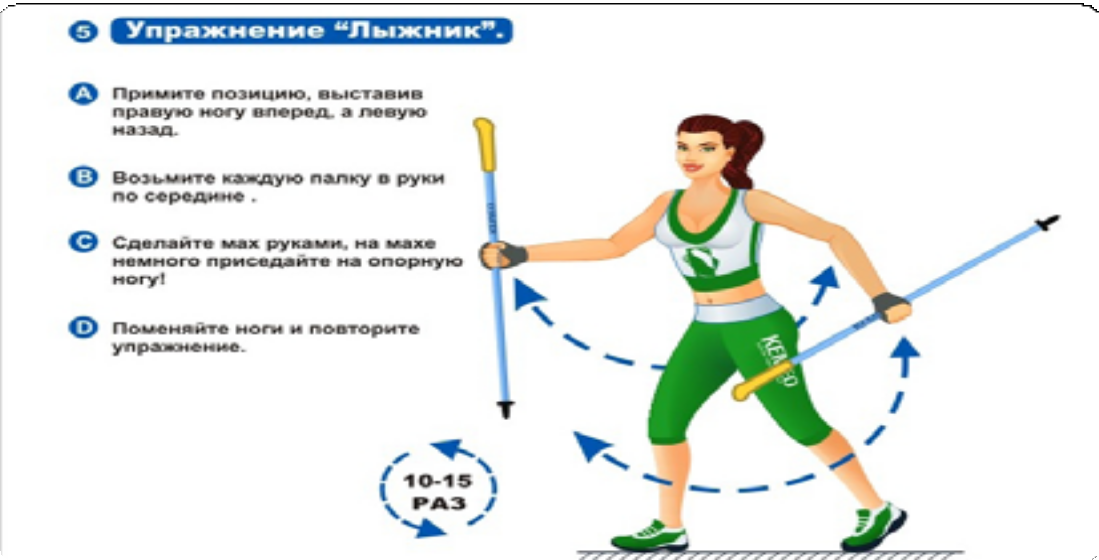 5 Упражнение “Лыжник”.
A Примите позицию, выставив
правую ногу вперед, а левую
назад.
B Возьмите каждую палку в руки
по середине .
C Сделайте мах руками, на махе
немного приседайте на опорную
ногу!
D Поменяйте ноги и повторите
упражнение.
10-15
РАЗ